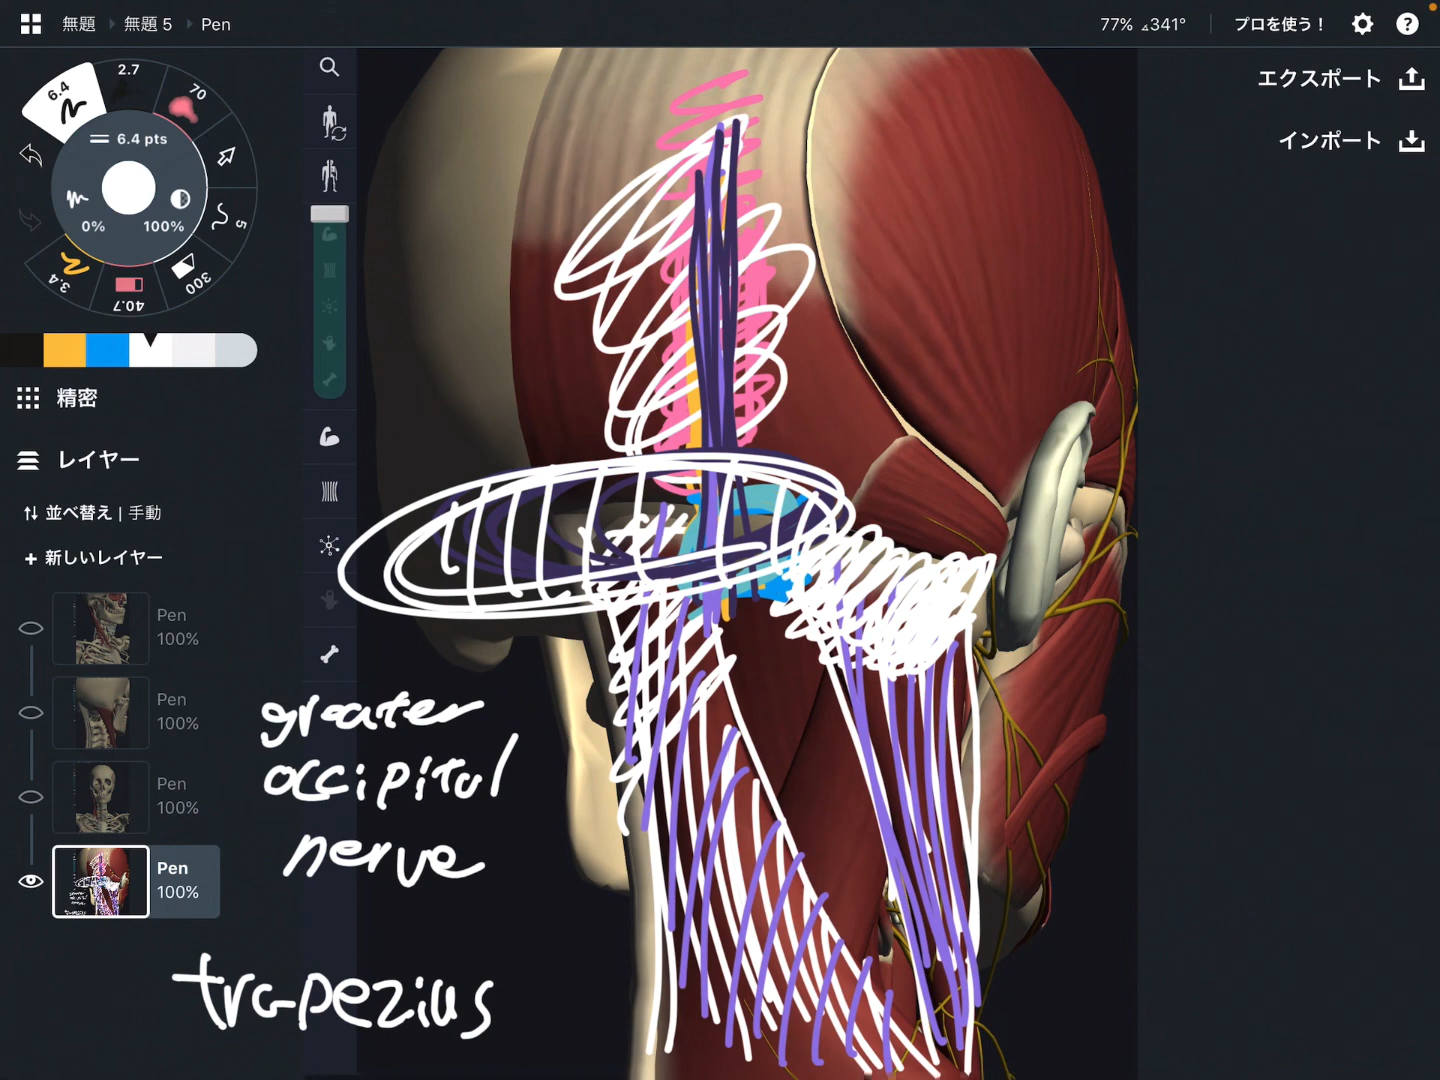 無題 無題 5 Pen
77% ⊿341° プロを使う！
エクスポート
インポート
6.4
2.7
70
6.4 pts
0% 100%
5
3.4
40.7
300
精密
レイヤー
並べ替え | 手動
+ 新しいレイヤー
Pen
100%
Pen
100%
Pen
100%
Pen
100%
greater
occipital
nerve
trapezius